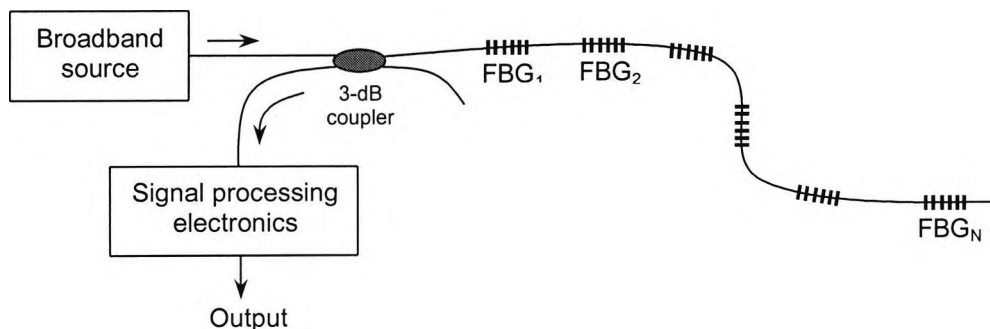 Broadband
source
3-dB
coupler
FBG₁
FBG₂
FBG_N
Signal processing
electronics
Output